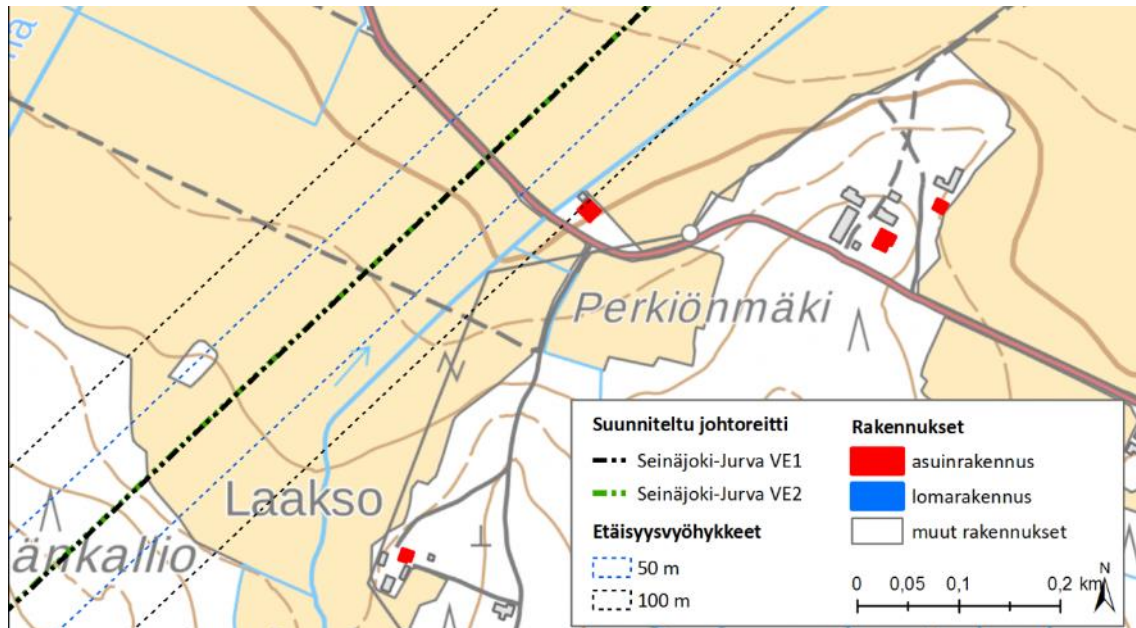 na
Perkiönmäki
Laakso
änkallio
Suunniteltu johtoreitti
Seinäjoki-Jurva VE1
Seinäjoki-Jurva VE2
Etäisyysvyöhykkeet
50 m
100 m
Rakennukset
asuinrakennus
lomarakennus
muut rakennukset
0 0,05 0,1 0,2 km
N